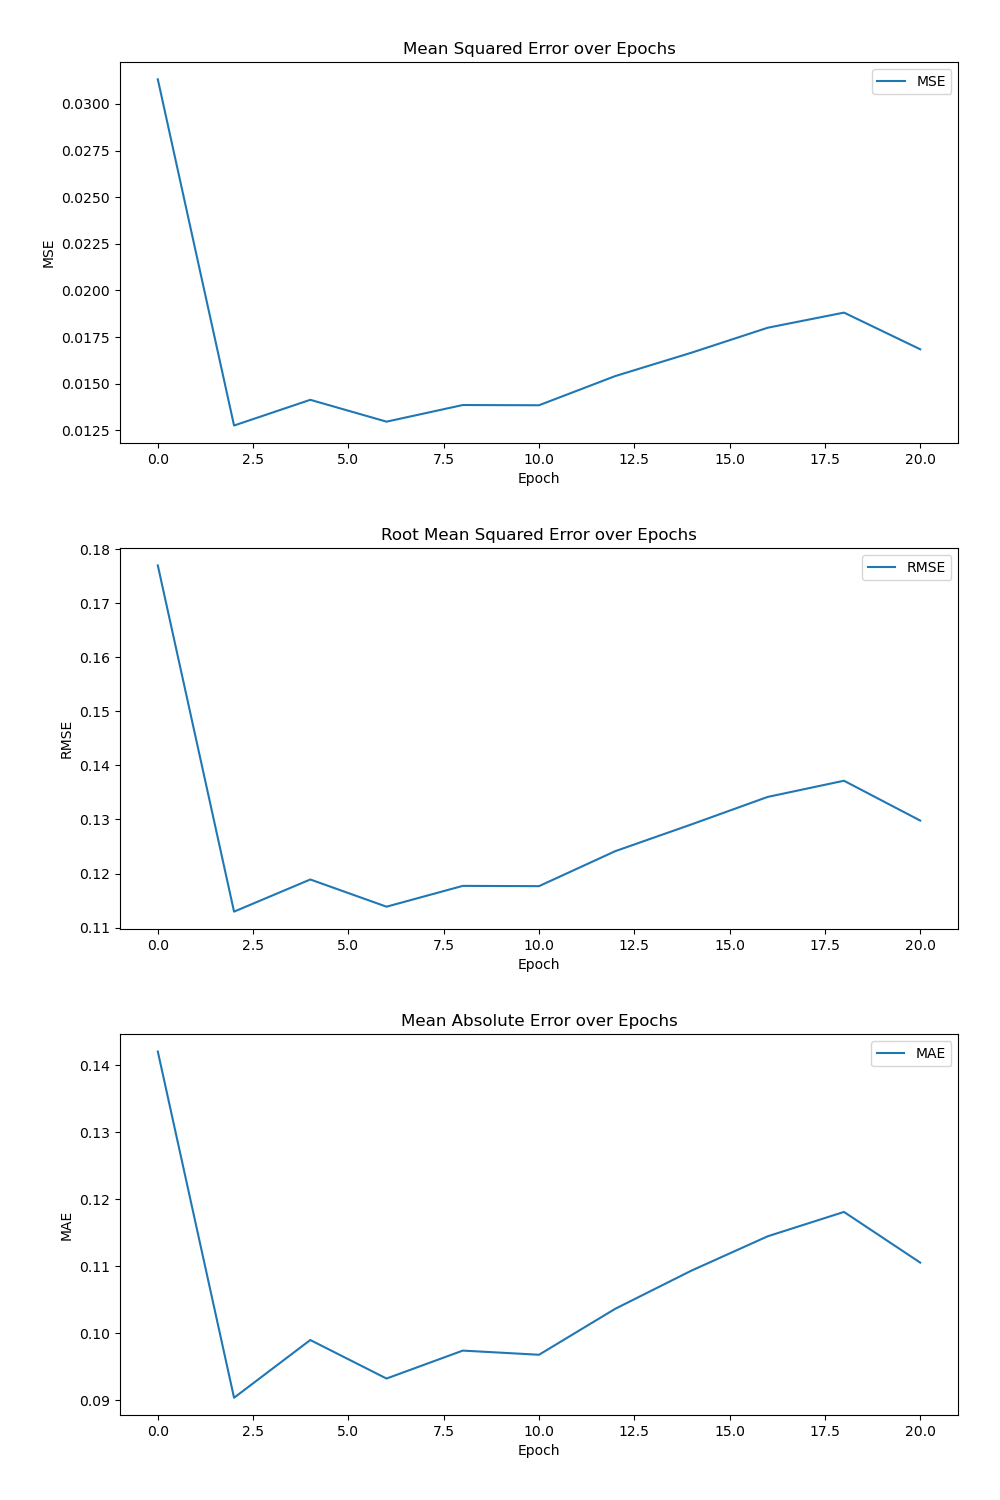 Mean Squared Error over Epochs
MSE
0.0300
0.0275
0.0250
0.0225
0.0200
0.0175
0.0150
0.0125
MSE
0.0 2.5 5.0 7.5 10.0 12.5 15.0 17.5 20.0
Epoch
Root Mean Squared Error over Epochs
RMSE
0.18
0.17
0.16
0.15
0.14
0.13
0.12
0.11
RMSE
0.0 2.5 5.0 7.5 10.0 12.5 15.0 17.5 20.0
Epoch
Mean Absolute Error over Epochs
MAE
0.14
0.13
0.12
0.11
0.10
0.09
MAE
0.0 2.5 5.0 7.5 10.0 12.5 15.0 17.5 20.0
Epoch